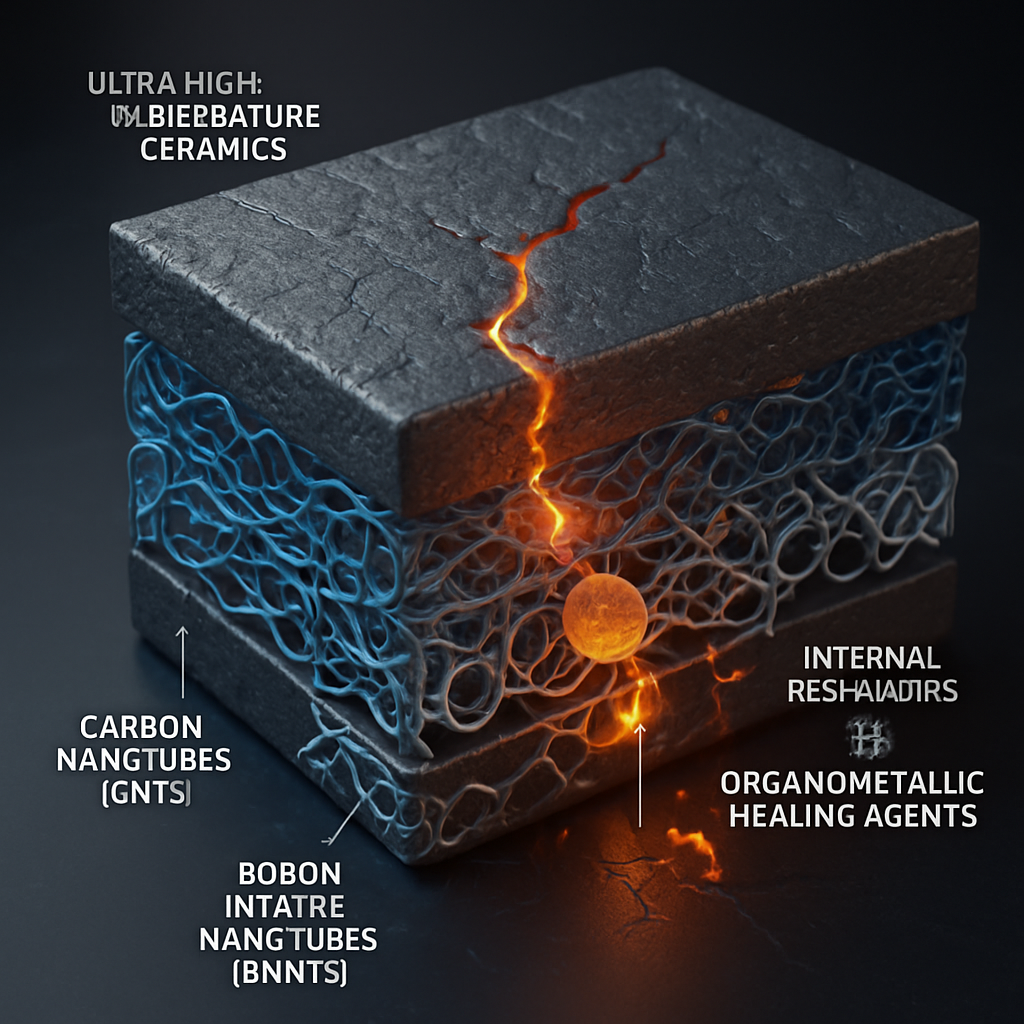 ULTRA HIGH:
CERAMICS
CARBON
NANGTUBES
(GNTS)
BOBON
INTATRE
NANGTUBES
(BNNTS)
INTERNAL
ORGANOMETALLIC
HEALING AGENTS